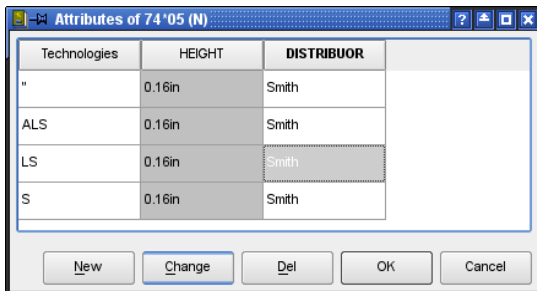 Attributes of 74*05 (N)
Technologies HEIGHT DISTRIBUOR
" 0.16in Smith
ALS 0.16in Smith
LS 0.16in Smith
S 0.16in Smith
New Change Del OK Cancel